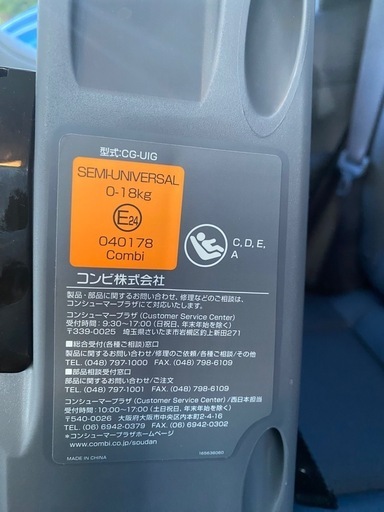 型式:CG-UIG
SEMI-UNIVERSAL
0-18kg
E24
040178
Combi
C, D, E,
A
コンビ株式会社
製品・部品に関するお問い合わせ、修理などのご相談は、
コンシューマープラザにて対応いたします。
コンシューマープラザ (Customer Service Center)
受付時間:9:30~17:00 (日祝日、年末年始を除く)
〒339-0025 埼玉県さいたま市岩槻区釣上新田271
■総合受付(各種ご相談) 窓口
製品に関するお問い合わせ/修理のご依頼/各種ご相談/その他
TEL. (048) 797-1000 FAX. (048) 798-6109
■部品相談受付窓口
部品に関するお問い合わせ/ご注文
TEL. (048) 797-1001 FAX. (048) 798-6109
コンシューマープラザ (Customer Service Center) /西日本担当
受付時間:10:00~17:00 (土日祝日、年末年始を除く)
〒540-0026 大阪府大阪市中央区内本町2-4-16
TEL. (06) 6942-0379 FAX. (06) 6942-0302
*コンシューマープラザホームページ
www.combi.co.jp/soudan
MADE IN CHINA